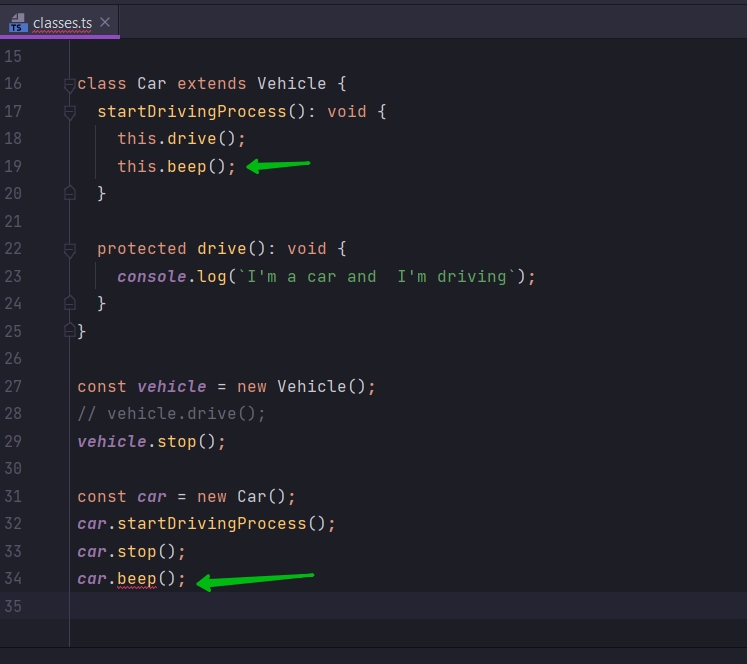 TS classes.ts
15
16 class Car extends Vehicle {
17   startDrivingProcess(): void {
18     this.drive();
19     this.beep();
20   }
21
22   protected drive(): void {
23     console.log(`I'm a car and  I'm driving`);
24   }
25 }
26
27 const vehicle = new Vehicle();
28 // vehicle.drive();
29 vehicle.stop();
30
31 const car = new Car();
32 car.startDrivingProcess();
33 car.stop();
34 car.beep();
35